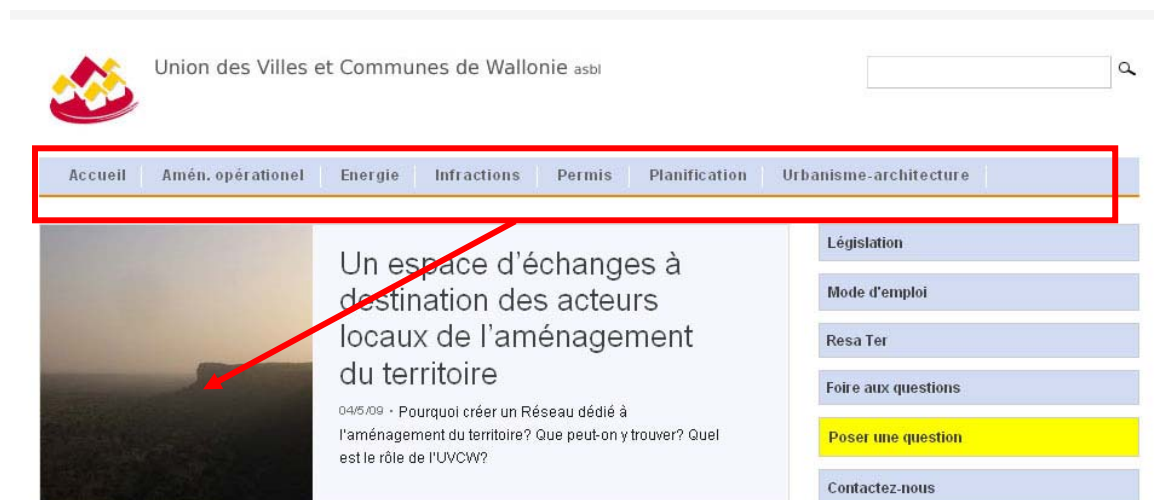 Union des Villes et Communes de Wallonie asbl
Accueil Amén. opérationel Energie Infractions Permis Planification Urbanisme-architecture
Un espace d'échanges à
destination des acteurs
locaux de l'aménagement
du territoire
04/5/09 · Pourquoi créer un Réseau dédié à
l'aménagement du territoire? Que peut-on y trouver? Quel
est le rôle de l'UVCW?
Législation
Mode d'emploi
Resa Ter
Foire aux questions
Poser une question
Contactez-nous